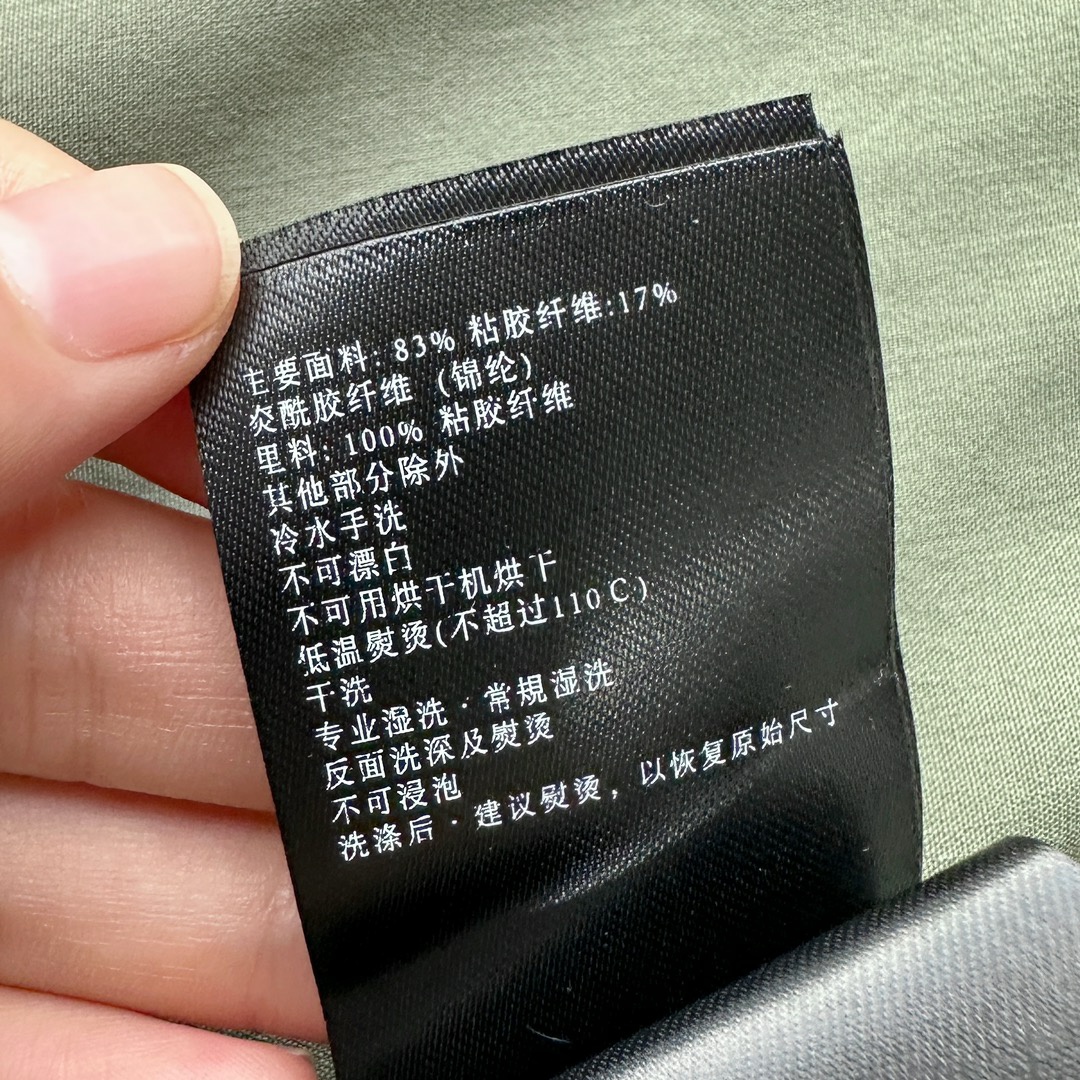 主要面料: 83% 粘胶纤维:17%
炎酰胶纤维 (锦纶)
里料: 100% 粘胶纤维
其他部分除外
冷水手洗
不可漂白
不可用烘干机烘干
低温熨烫(不超过110C)
干洗
专业湿洗·常规湿洗
反面洗深及熨烫
不可浸泡
洗涤后·建议熨烫，以恢复原始尺寸